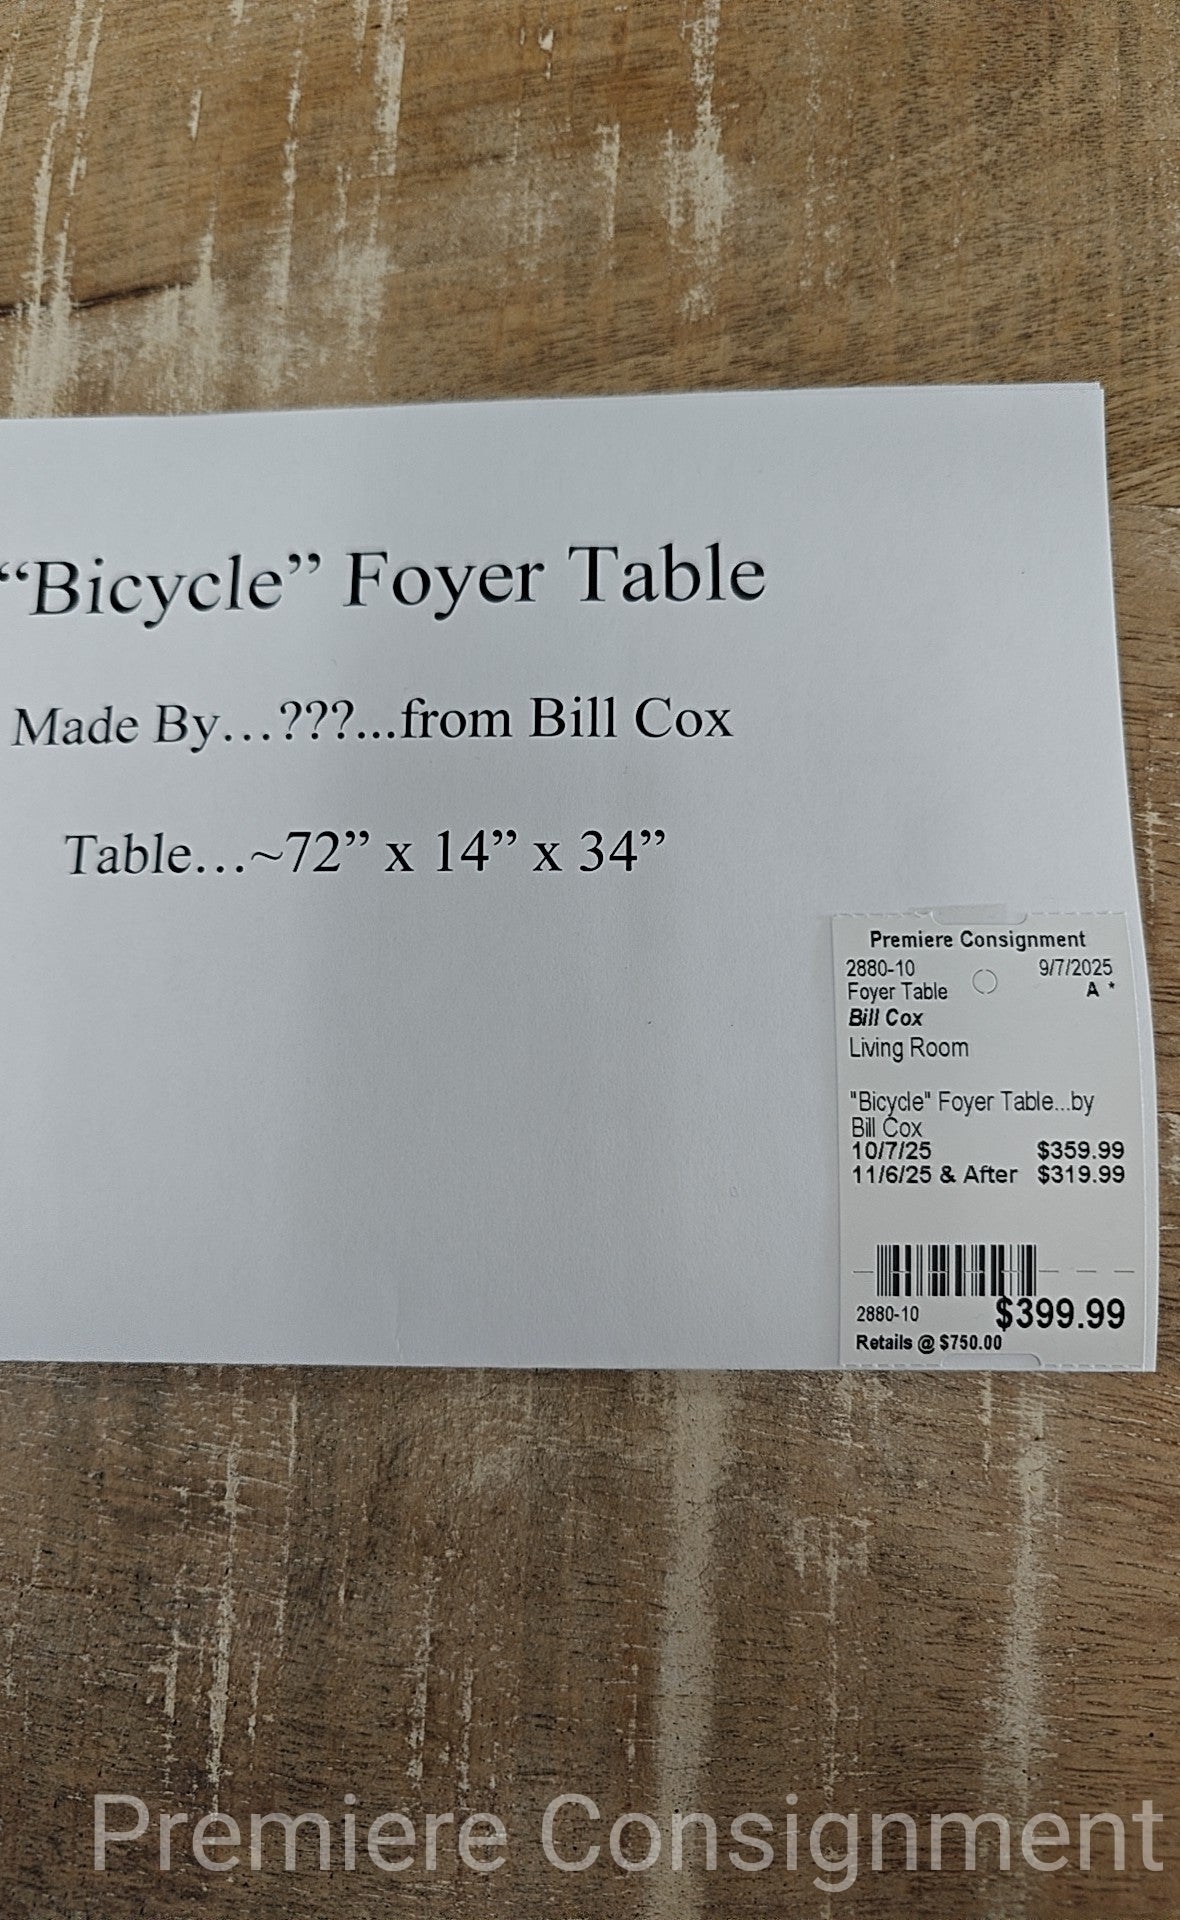 “Bicycle” Foyer Table
Made By…???...from Bill Cox
Table…~72” x 14” x 34”
Premiere Consignment
2880-10 9/7/2025
Foyer Table A *
Bill Cox
Living Room
"Bicycle" Foyer Table...by
Bill Cox
10/7/25 $359.99
11/6/25 & After $319.99
2880-10 $399.99
Retails @ $750.00
Premiere Consignment